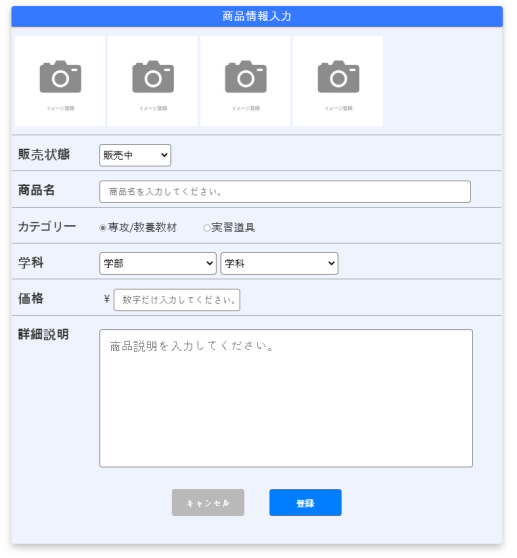 商品情報入力
イメージ登録 イメージ登録 イメージ登録 イメージ登録
販売状態 販売中
商品名 商品名を入力してください。
カテゴリー 専攻/教養教材 実習道具
学科 学部 学科
価格 ¥ 数字だけ入力してください。
詳細説明
商品説明を入力してください。
キャンセル 登録